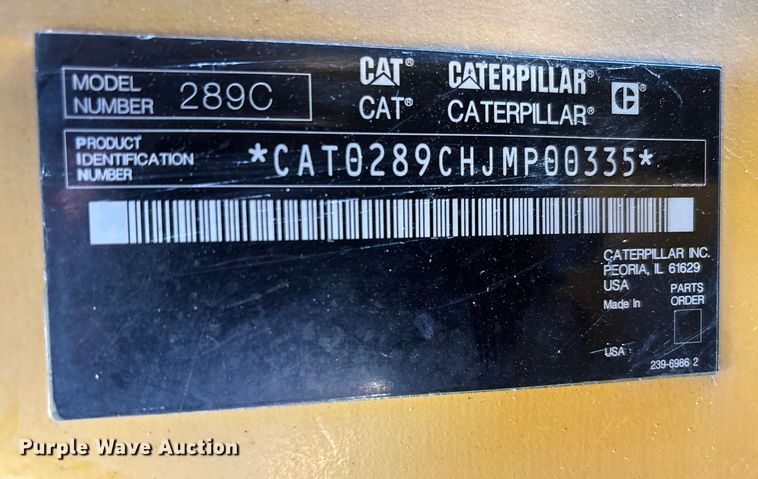 MODEL NUMBER 289C
CAT® CATERPILLAR®
CAT® CATERPILLAR® C®
PRODUCT IDENTIFICATION NUMBER *CAT0289CHJMP00335*
CATERPILLAR INC.
PEORIA, IL 61629
USA
Made In
PARTS ORDER
USA
239-6986 2
Purple Wave Auction